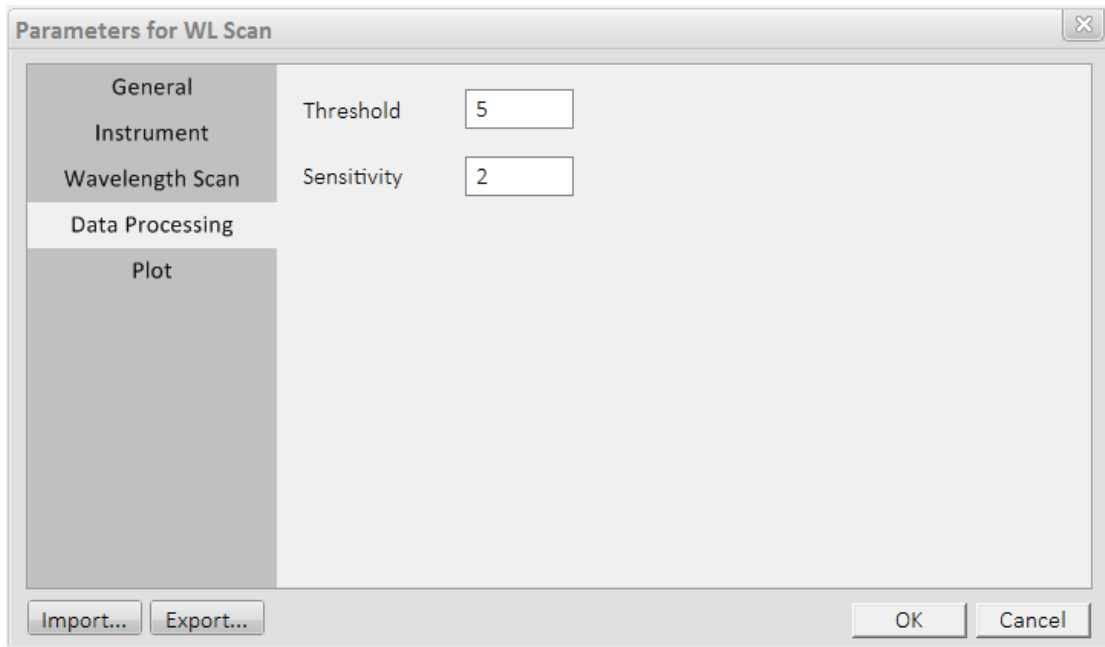 Parameters for WL Scan
General
Instrument
Wavelength Scan
Data Processing
Plot
Threshold 5
Sensitivity 2
Import... Export... OK Cancel